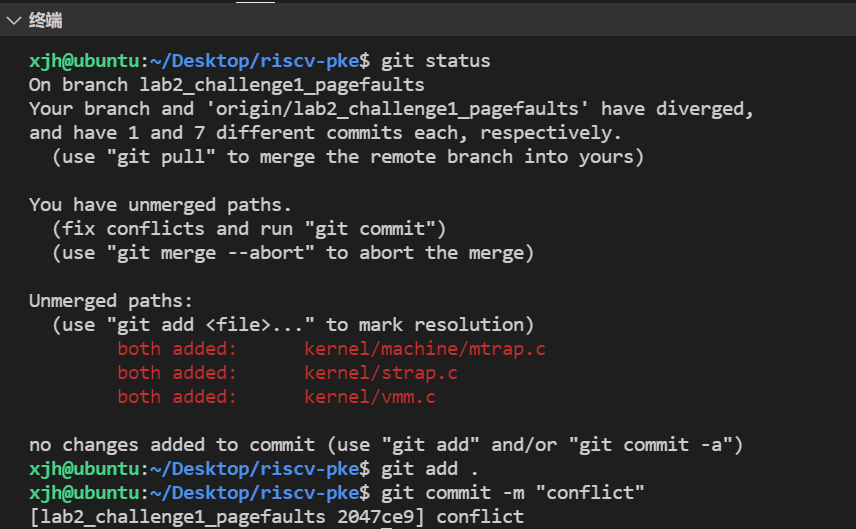 终端
xjh@ubuntu:~/Desktop/riscv-pke$ git status
On branch lab2_challenge1_pagefaults
Your branch and 'origin/lab2_challenge1_pagefaults' have diverged,
and have 1 and 7 different commits each, respectively.
  (use "git pull" to merge the remote branch into yours)

You have unmerged paths.
  (fix conflicts and run "git commit")
  (use "git merge --abort" to abort the merge)

Unmerged paths:
  (use "git add <file>..." to mark resolution)
        both added:      kernel/machine/mtrap.c
        both added:      kernel/strap.c
        both added:      kernel/vmm.c

no changes added to commit (use "git add" and/or "git commit -a")
xjh@ubuntu:~/Desktop/riscv-pke$ git add .
xjh@ubuntu:~/Desktop/riscv-pke$ git commit -m "conflict"
[lab2_challenge1_pagefaults 2047ce9] conflict